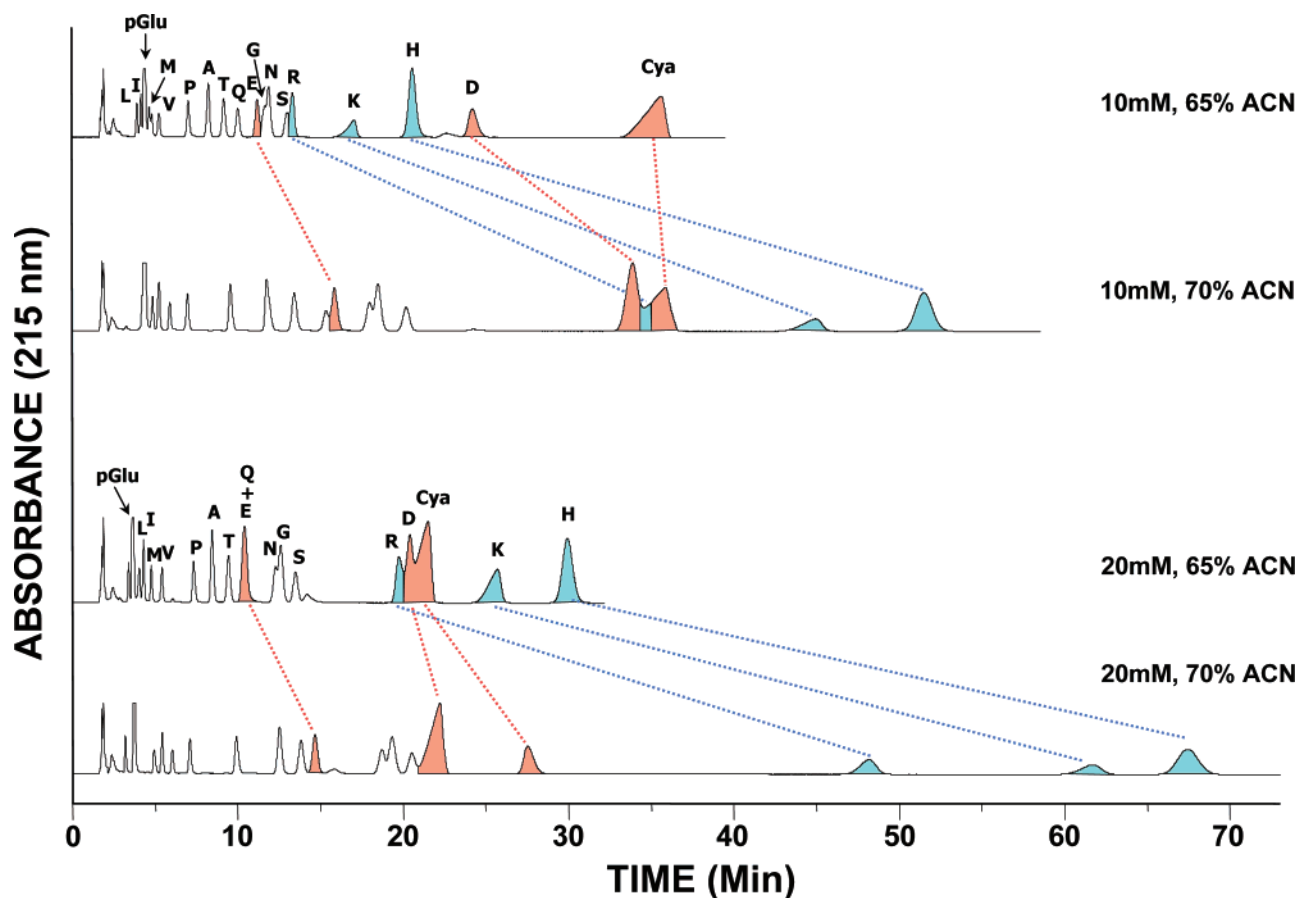 pGlu
L
I
M
V
P
A
T
Q
E
G
N
S
R
K
H
D
Cya
10mM, 65% ACN
10mM, 70% ACN
pGlu
L
I
M
V
P
A
T
Q
+
E
N
G
S
R
D
Cya
K
H
20mM, 65% ACN
20mM, 70% ACN
ABSORBANCE (215 nm)
0 10 20 30 40 50 60 70
TIME (Min)